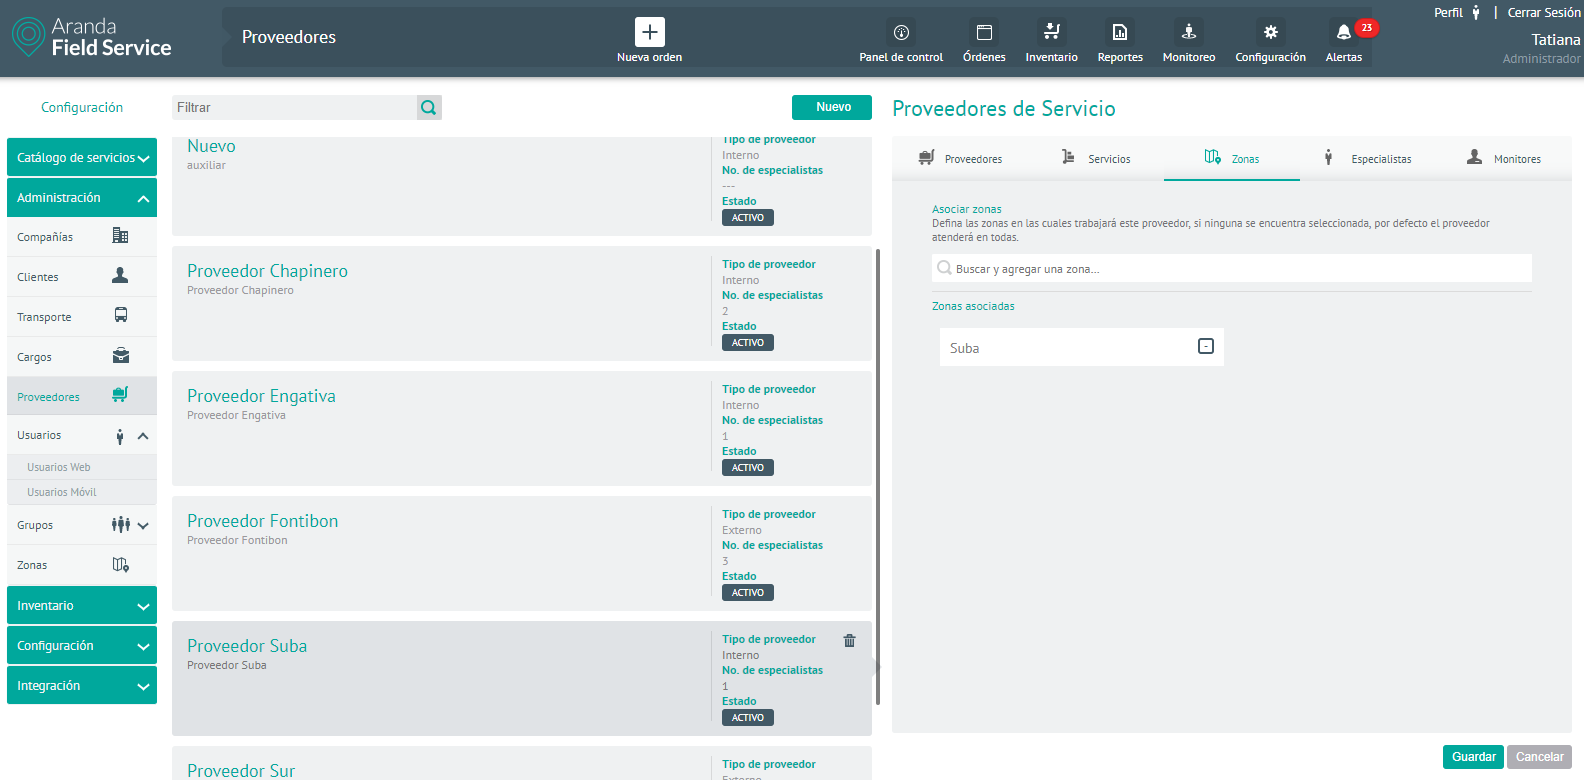 Aranda
Field Service
Proveedores
Nueva orden
Panel de control
Órdenes
Inventario
Reportes
Monitoreo
Configuración
Alertas
23
Perfil | Cerrar Sesión
Tatiana
Administrador
Configuración
Catálogo de servicios
Administración
Compañías
Clientes
Transporte
Cargos
Proveedores
Usuarios
Usuarios Web
Usuarios Móvil
Grupos
Zonas
Inventario
Configuración
Integración
Filtrar
Nuevo
Nuevo
auxiliar
Tipo de proveedor
Interno
No. de especialistas
---
Estado
ACTIVO
Proveedor Chapinero
Proveedor Chapinero
Tipo de proveedor
Interno
No. de especialistas
2
Estado
ACTIVO
Proveedor Engativa
Proveedor Engativa
Tipo de proveedor
Interno
No. de especialistas
1
Estado
ACTIVO
Proveedor Fontibon
Proveedor Fontibon
Tipo de proveedor
Externo
No. de especialistas
3
Estado
ACTIVO
Proveedor Suba
Proveedor Suba
Tipo de proveedor
Interno
No. de especialistas
1
Estado
ACTIVO
Proveedor Sur
Tipo de proveedor
Externo
Proveedores de Servicio
Proveedores
Servicios
Zonas
Especialistas
Monitores
Asociar zonas
Defina las zonas en las cuales trabajará este proveedor, si ninguna se encuentra seleccionada, por defecto el proveedor
atenderá en todas.
Buscar y agregar una zona...
Zonas asociadas
Suba
Guardar
Cancelar